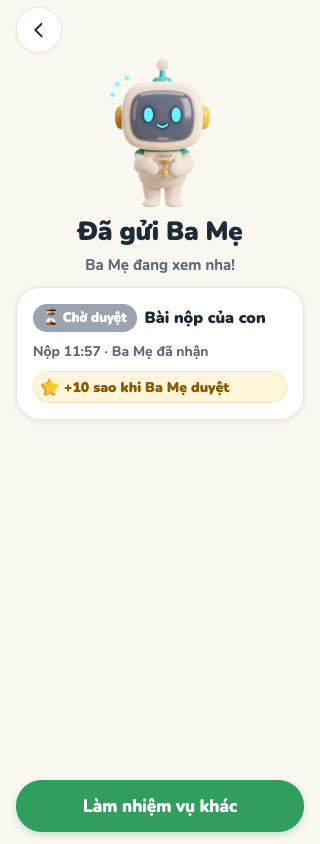 Đã gửi Ba Mẹ
Ba Mẹ đang xem nha!
Chờ duyệt Bài nộp của con
Nộp 11:57 · Ba Mẹ đã nhận
+10 sao khi Ba Mẹ duyệt
Làm nhiệm vụ khác